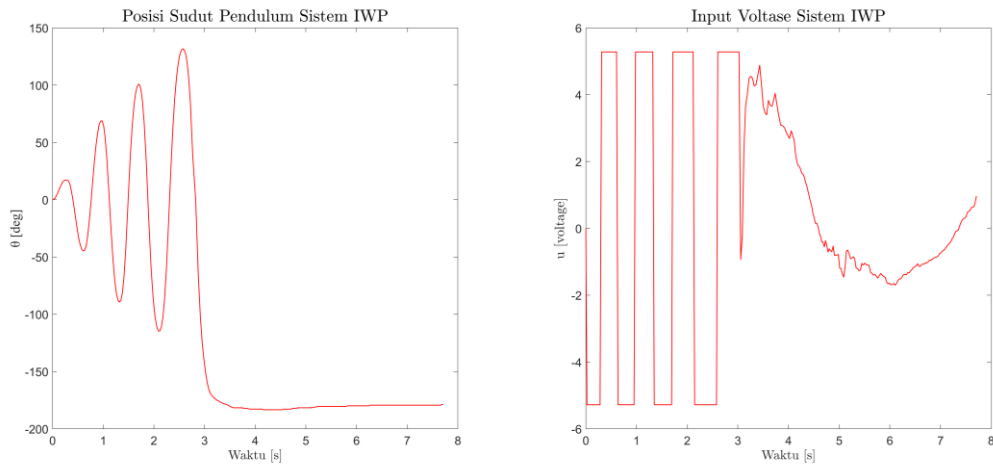 Posisi Sudut Pendulum Sistem IWP
150
100
50
0
-50
-100
-150
-200
θ [deg]
0 1 2 3 4 5 6 7 8
Waktu [s]
Input Voltase Sistem IWP
6
4
2
0
-2
-4
-6
u [voltage]
0 1 2 3 4 5 6 7 8
Waktu [s]